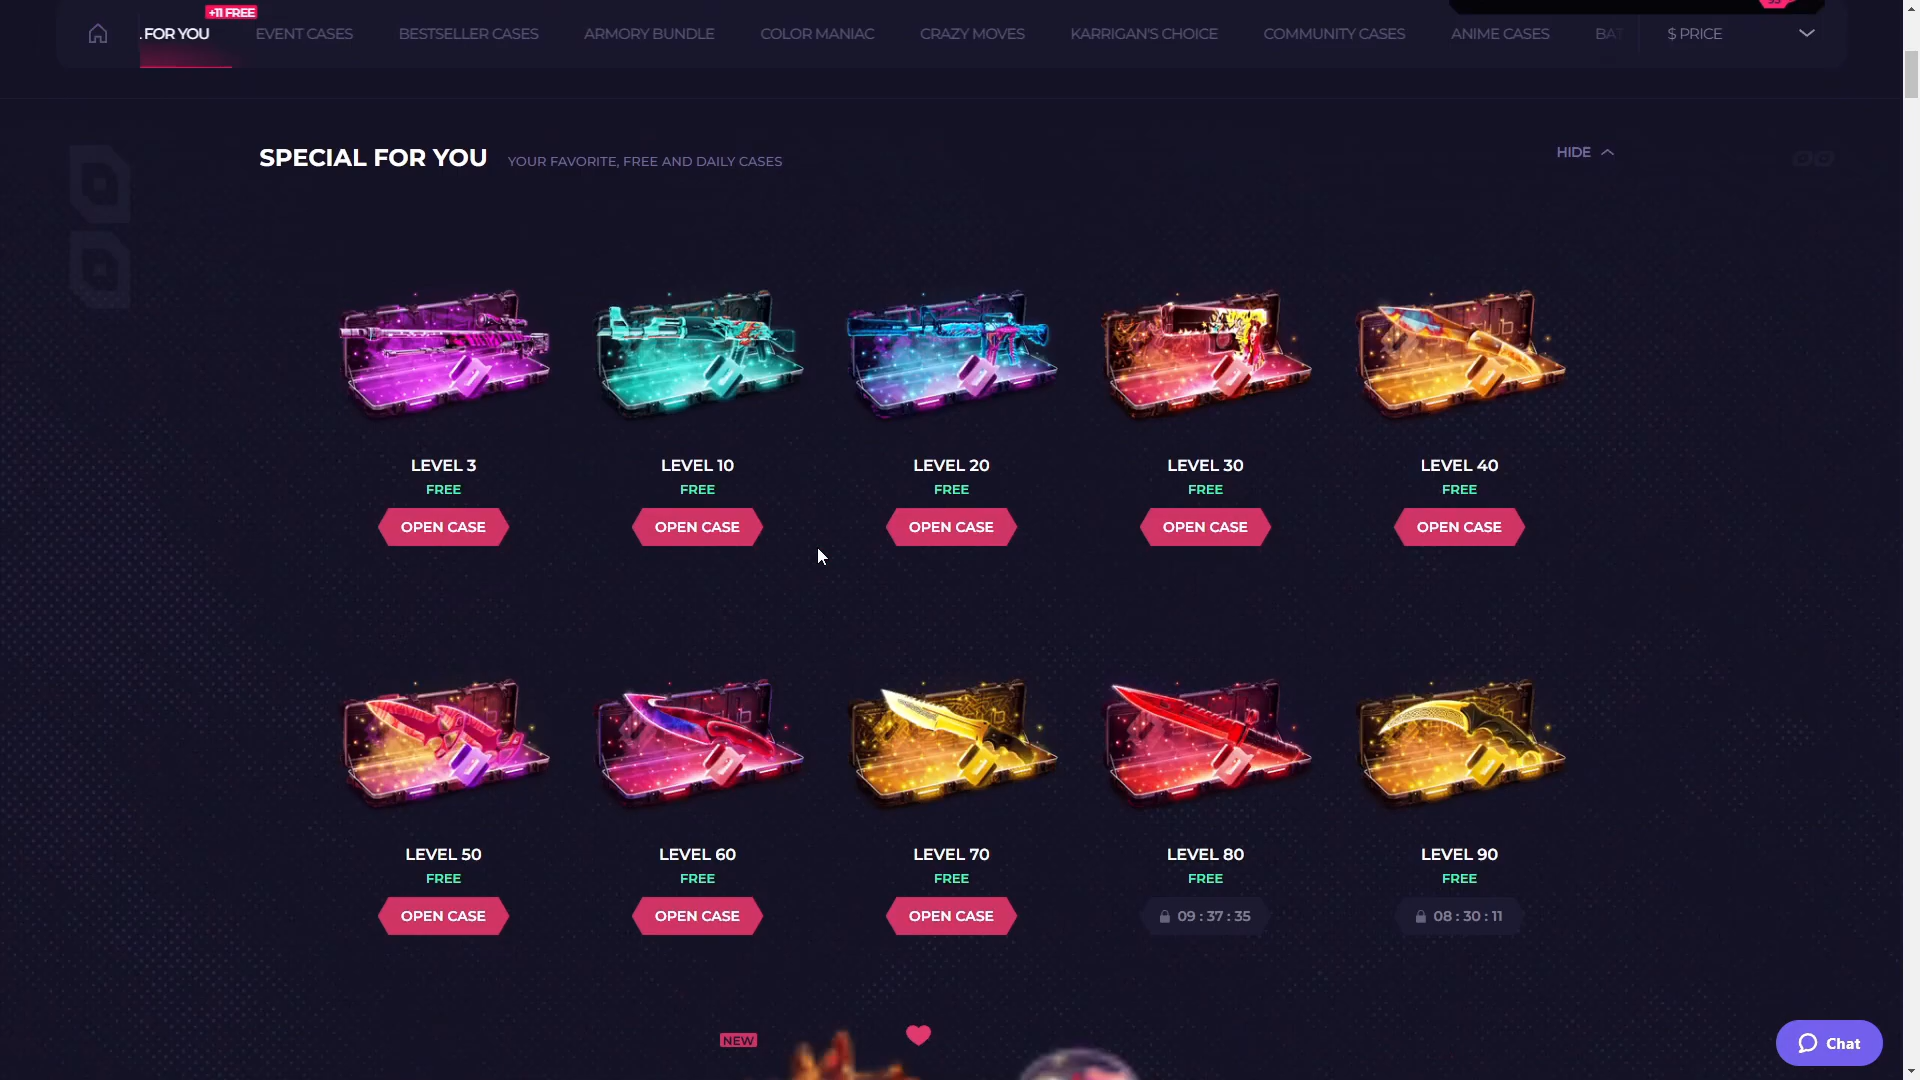 +11 FREE
. FOR YOU
EVENT CASES
BESTSELLER CASES
ARMORY BUNDLE
COLOR MANIAC
CRAZY MOVES
KARRIGAN'S CHOICE
COMMUNITY CASES
ANIME CASES
BAT
$ PRICE
SPECIAL FOR YOU
YOUR FAVORITE, FREE AND DAILY CASES
HIDE
LEVEL 3
FREE
OPEN CASE
LEVEL 10
FREE
OPEN CASE
LEVEL 20
FREE
OPEN CASE
LEVEL 30
FREE
OPEN CASE
LEVEL 40
FREE
OPEN CASE
LEVEL 50
FREE
OPEN CASE
LEVEL 60
FREE
OPEN CASE
LEVEL 70
FREE
OPEN CASE
LEVEL 80
FREE
09 : 37 : 35
LEVEL 90
FREE
08 : 30 : 11
NEW
Chat